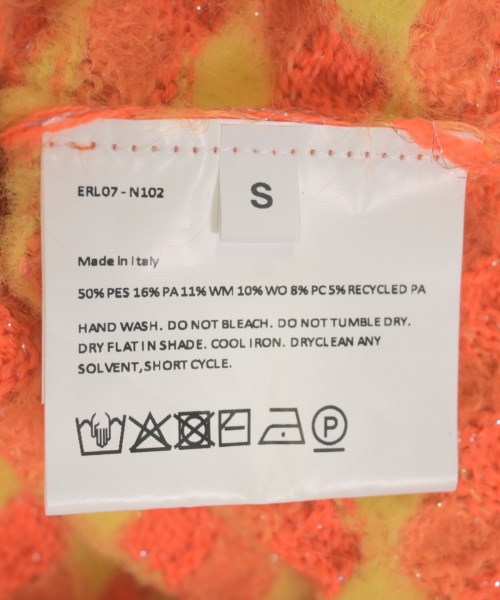 ERL07 - N102
S
Made in Italy
50% PES 16% PA 11% WM 10% WO 8% PC 5% RECYCLED PA
HAND WASH. DO NOT BLEACH. DO NOT TUMBLE DRY.
DRY FLAT IN SHADE. COOL IRON. DRYCLEAN ANY
SOLVENT, SHORT CYCLE.
P